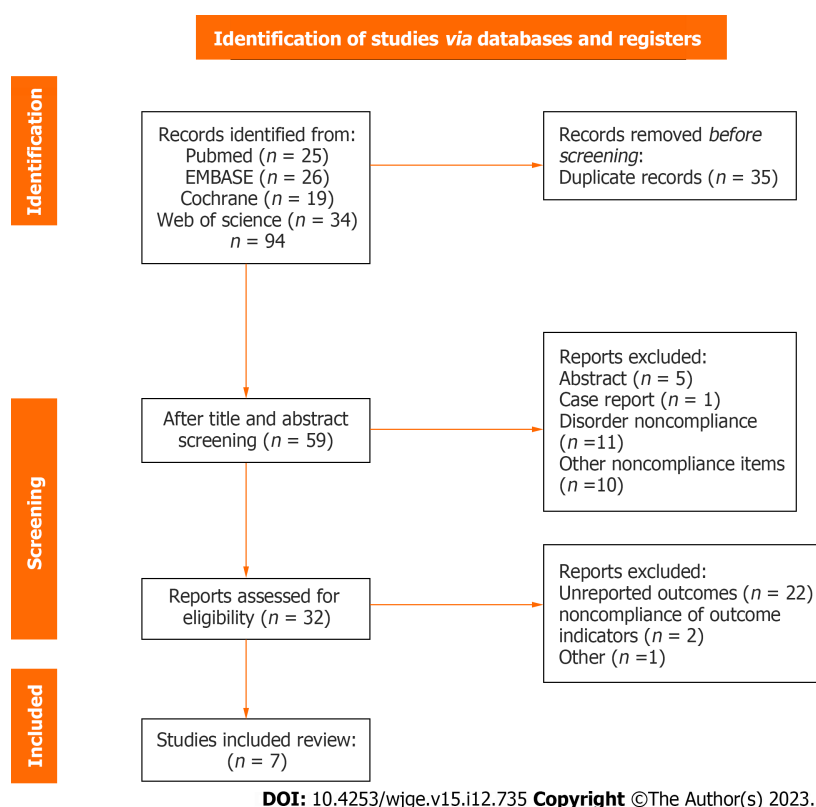 Identification of studies via databases and registers
Identification
Records identified from:
Pubmed (n = 25)
EMBASE (n = 26)
Cochrane (n = 19)
Web of science (n = 34)
n = 94
Records removed before
screening:
Duplicate records (n = 35)
Screening
After title and abstract
screening (n = 59)
Reports excluded:
Abstract (n = 5)
Case report (n = 1)
Disorder noncompliance
(n =11)
Other noncompliance items
(n =10)
Reports assessed for
eligibility (n = 32)
Reports excluded:
Unreported outcomes (n = 22)
noncompliance of outcome
indicators (n = 2)
Other (n =1)
Included
Studies included review:
(n = 7)
DOI: 10.4253/wjge.v15.i12.735 Copyright ©The Author(s) 2023.